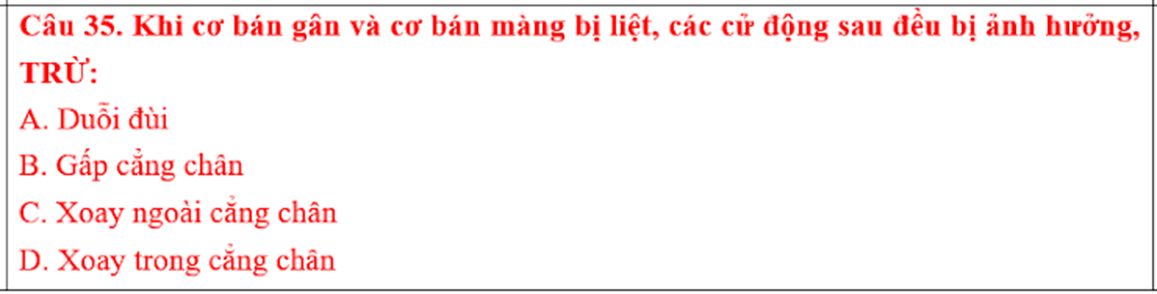 Câu 35. Khi cơ bán gân và cơ bán màng bị liệt, các cử động sau đều bị ảnh hưởng,
TRỪ:
A. Duỗi đùi
B. Gấp cẳng chân
C. Xoay ngoài cẳng chân
D. Xoay trong cẳng chân